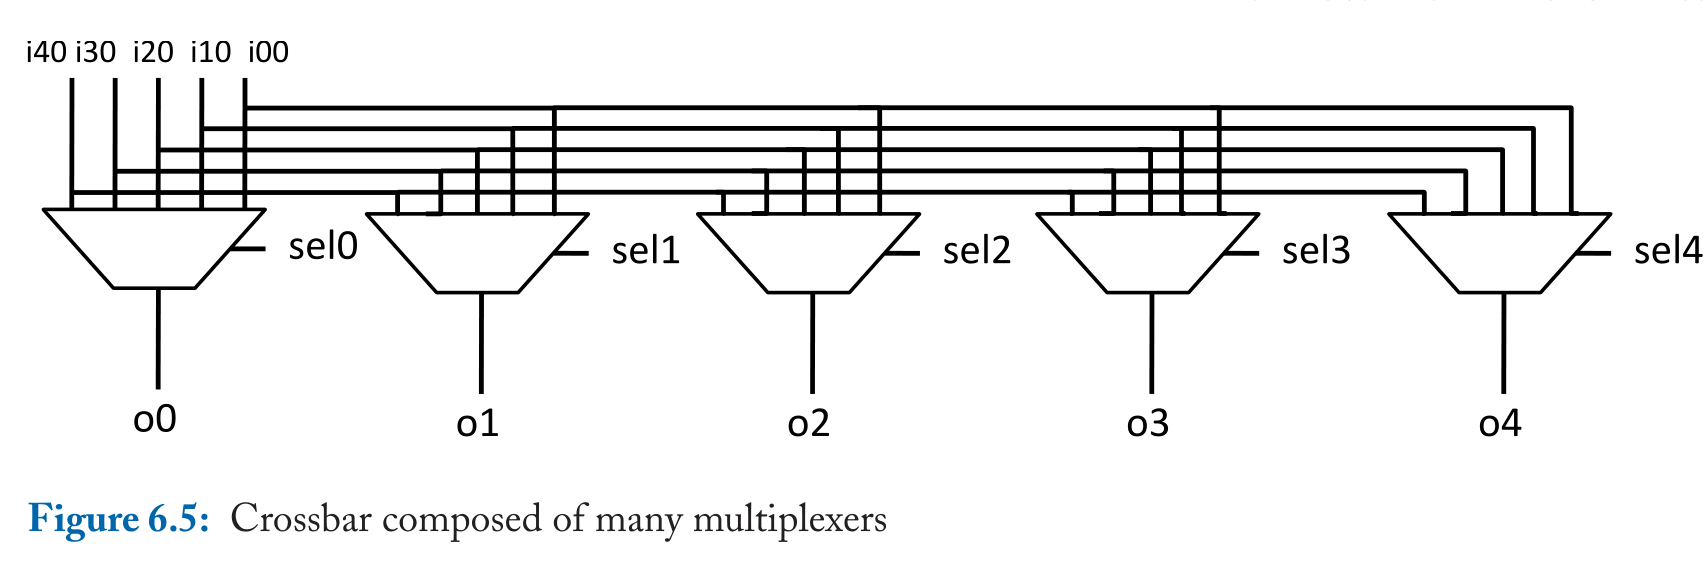 i40 i30 i20 i10 i00
sel0 sel1 sel2 sel3 sel4
o0 o1 o2 o3 o4
Figure 6.5: Crossbar composed of many multiplexers